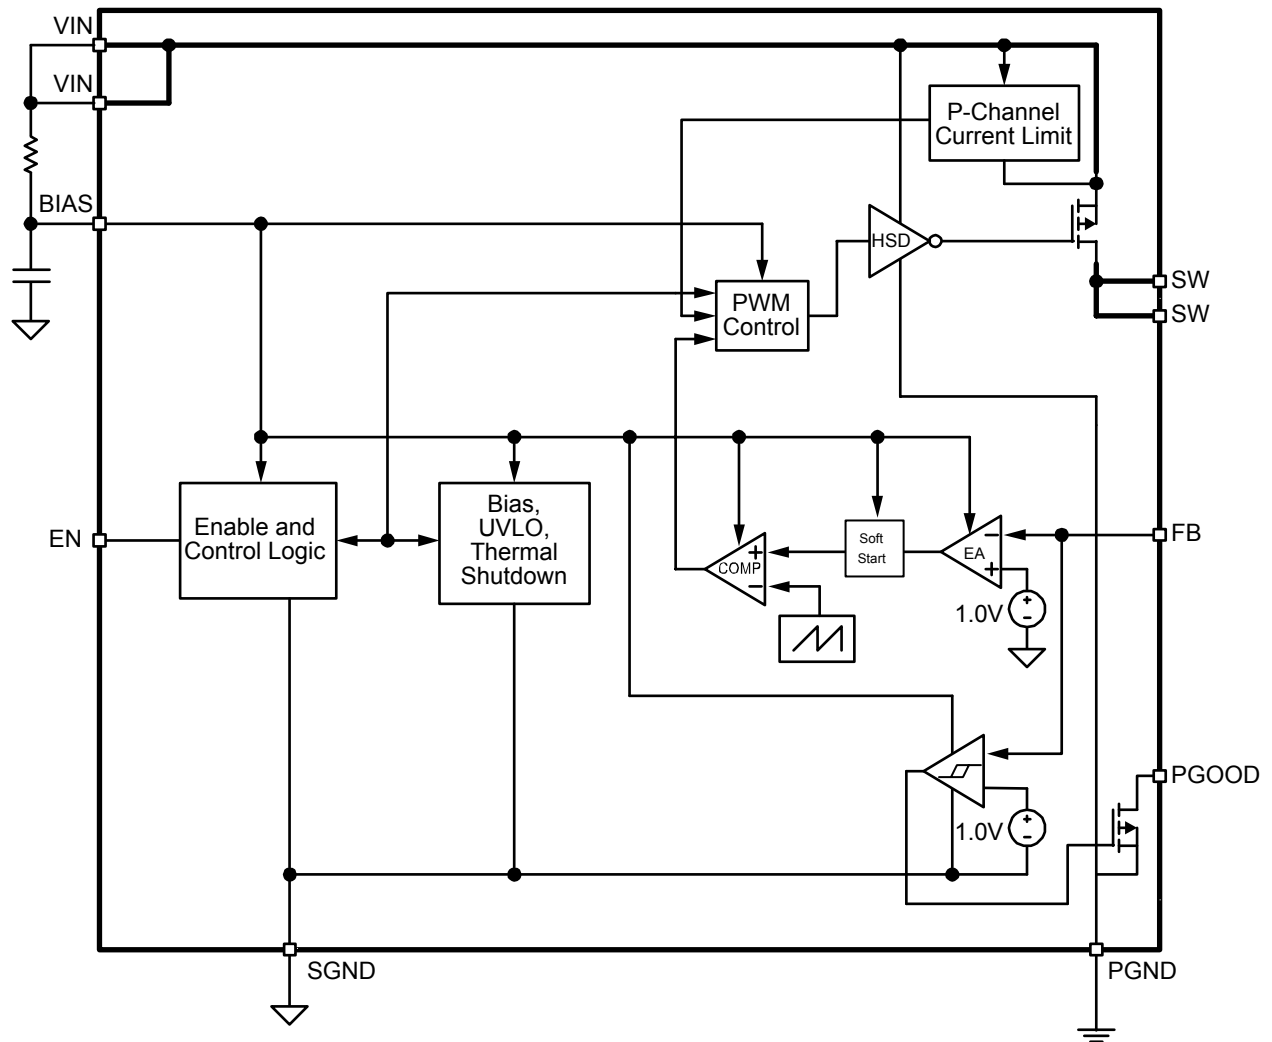 VIN
VIN
P-Channel
Current Limit
BIAS
HSD
SW
PWM
Control
SW
Enable and
Control Logic
Bias,
UVLO,
Thermal
Shutdown
EN
Soft
Start
COMP
+
−
EA
−
+
FB
1.0V
+
−
PGOOD
1.0V
+
−
SGND
PGND